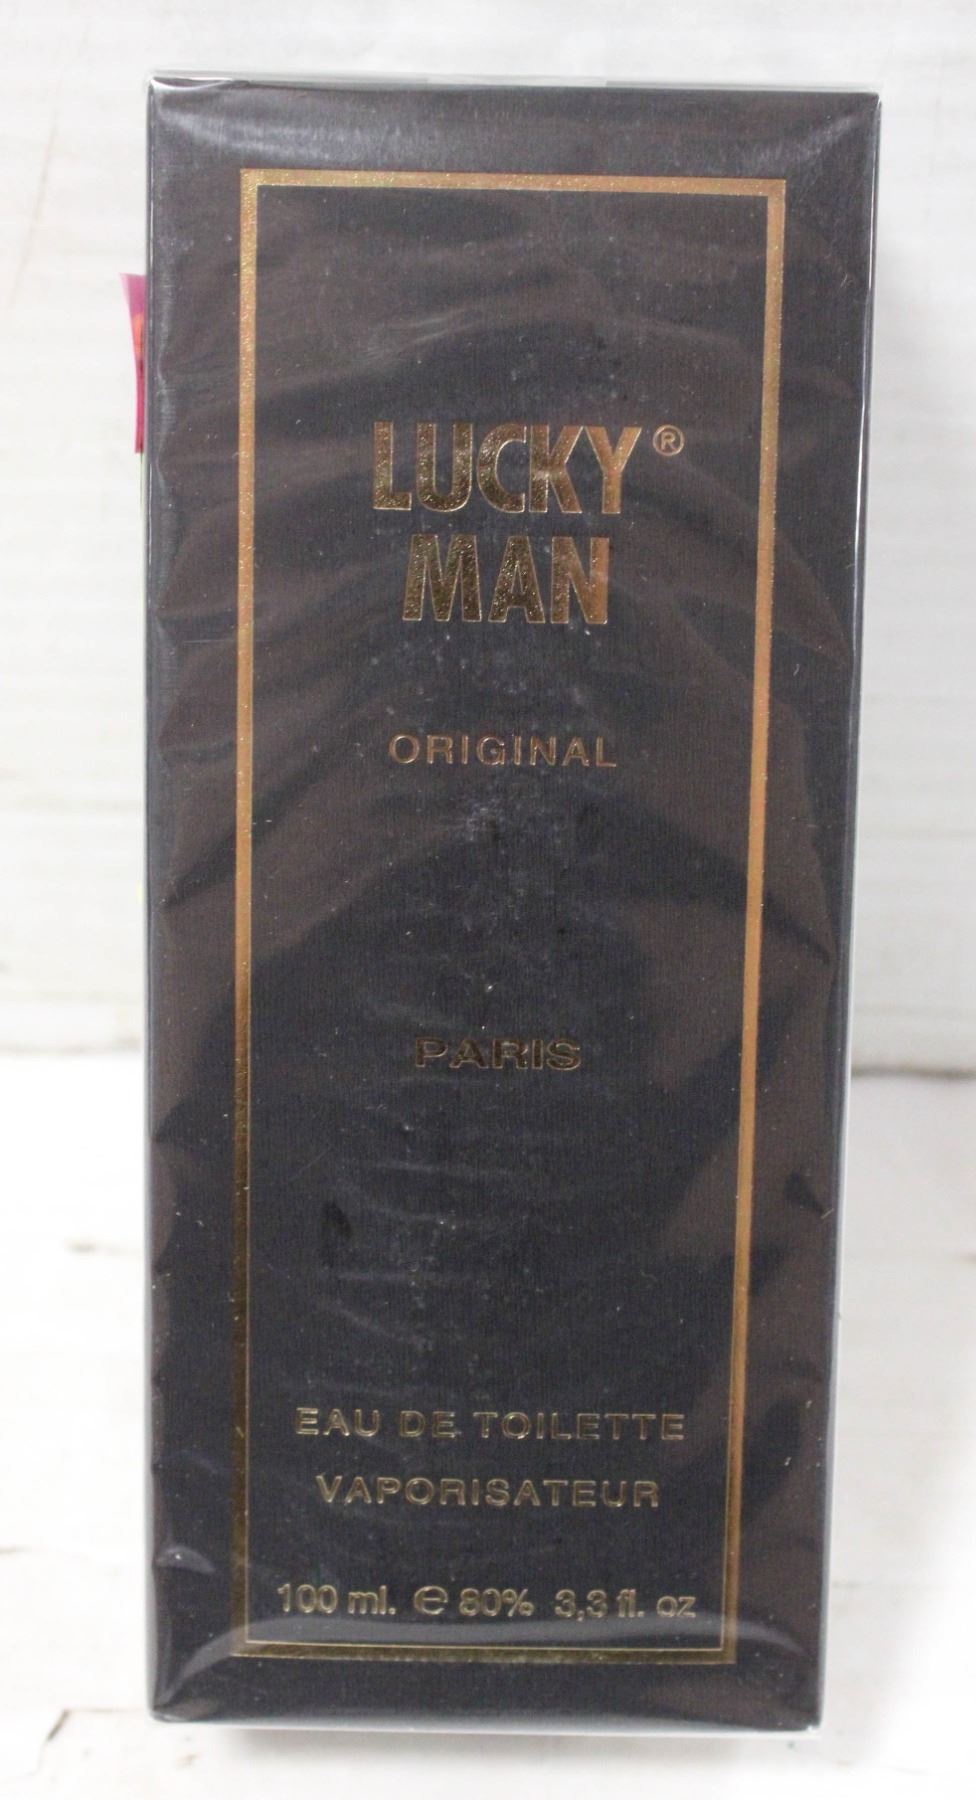 LUCKY®
MAN
ORIGINAL
PARIS
EAU DE TOILETTE
VAPORISATEUR
100 ml. ℮ 80% 3,3 fl. oz